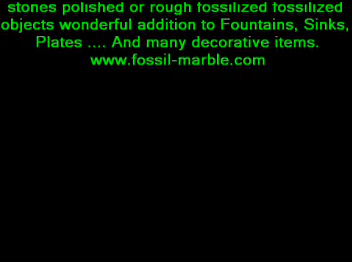 stones polished or rough fossilized fossilized
objects wonderful addition to Fountains, Sinks,
Plates .... And many decorative items.
www.fossil-marble.com